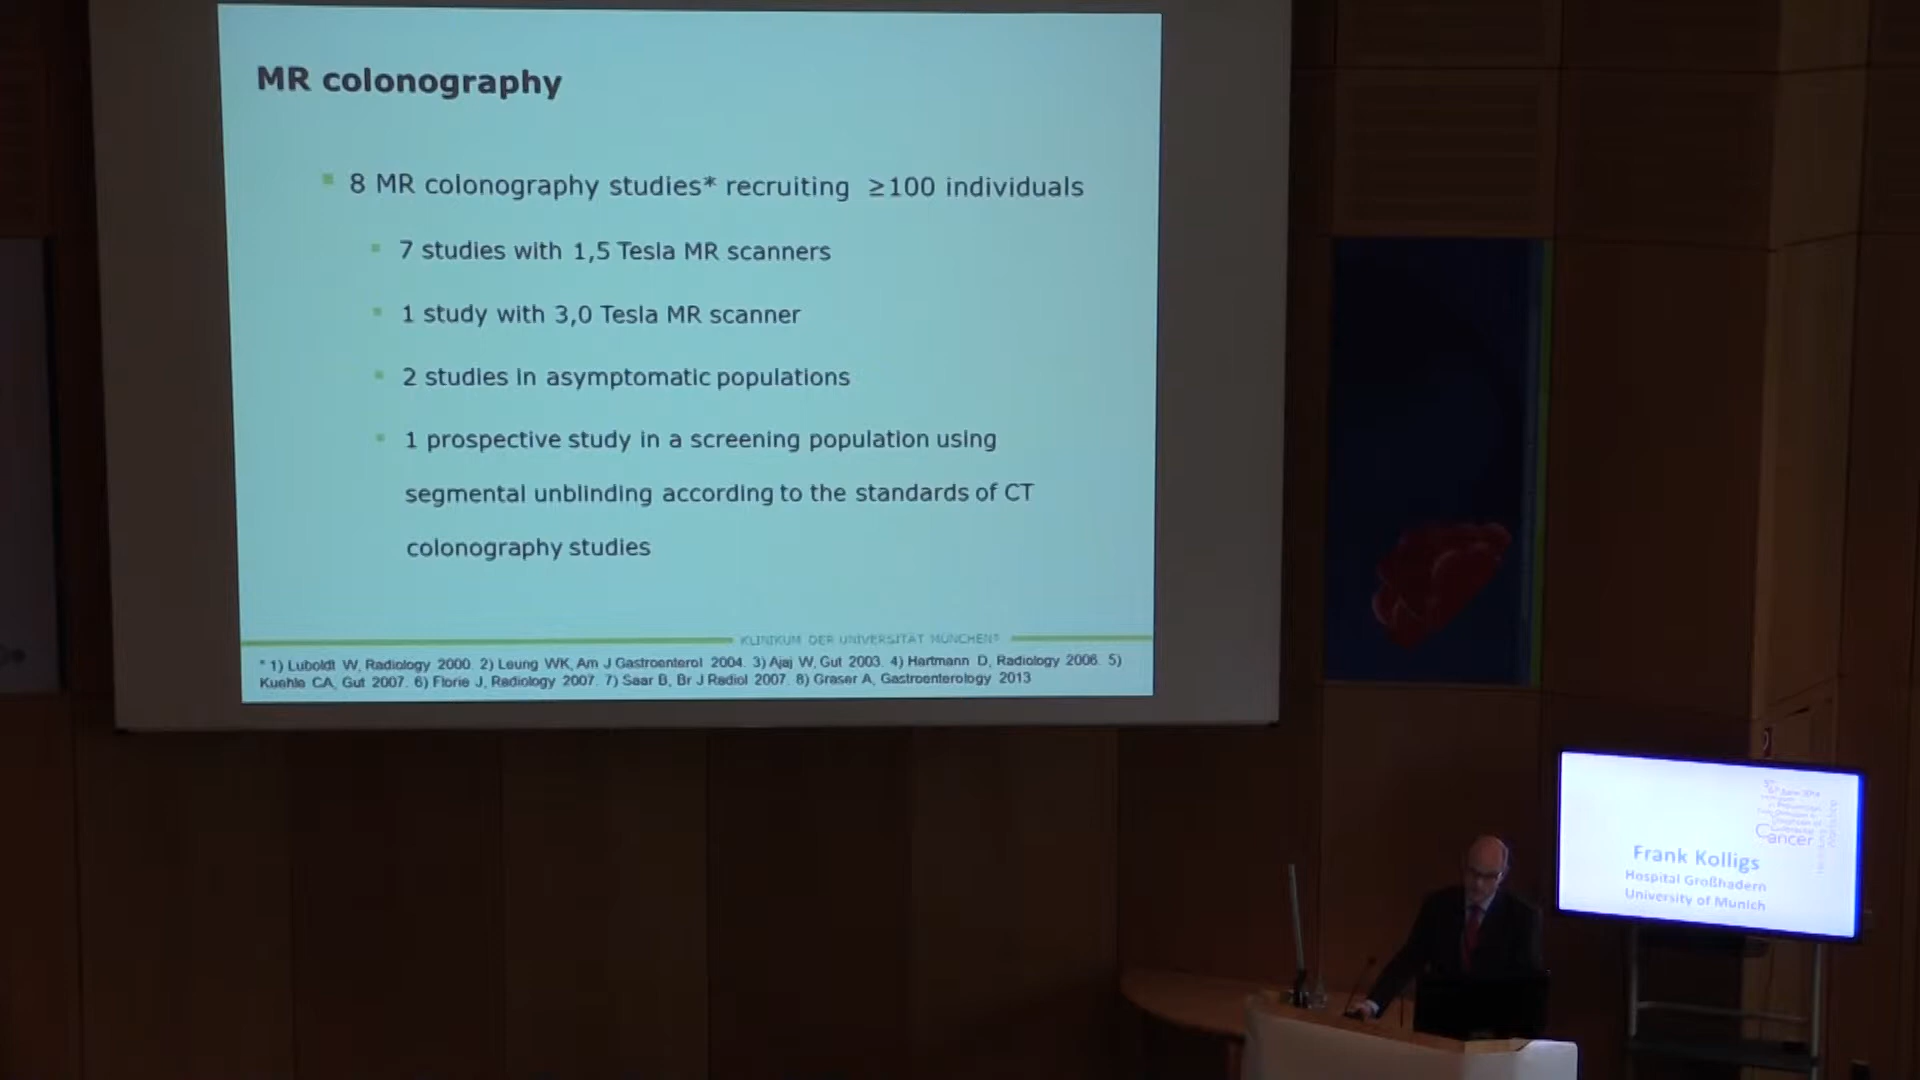 MR colonography
8 MR colonography studies* recruiting ≥100 individuals
7 studies with 1,5 Tesla MR scanners
1 study with 3,0 Tesla MR scanner
2 studies in asymptomatic populations
1 prospective study in a screening population using
segmental unblinding according to the standards of CT
colonography studies
KLINIKUM DER UNIVERSITÄT MÜNCHEN®
* 1) Luboldt W, Radiology 2000. 2) Leung WK, Am J Gastroenterol 2004. 3) Ajaj W, Gut 2003. 4) Hartmann D, Radiology 2006. 5)
Kuehle CA, Gut 2007. 6) Florie J, Radiology 2007. 7) Saar B, Br J Radiol 2007. 8) Graser A, Gastroenterology 2013
Cancer
Frank Kolligs
Hospital Großhadern
University of Munich